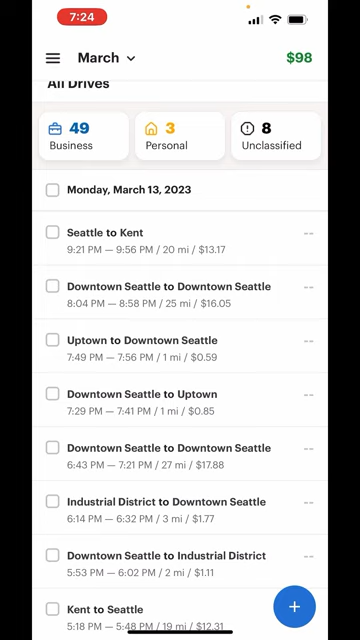 7:24
March
$98
All Drives
49
Business
3
Personal
8
Unclassified
Monday, March 13, 2023
Seattle to Kent
--
9:21 PM — 9:56 PM / 20 mi / $13.17
Downtown Seattle to Downtown Seattle
--
8:04 PM — 8:58 PM / 25 mi / $16.05
Uptown to Downtown Seattle
--
7:49 PM — 7:56 PM / 1 mi / $0.59
Downtown Seattle to Uptown
--
7:29 PM — 7:41 PM / 1 mi / $0.85
Downtown Seattle to Downtown Seattle
--
6:43 PM — 7:21 PM / 27 mi / $17.88
Industrial District to Downtown Seattle
--
6:14 PM — 6:32 PM / 3 mi / $1.77
Downtown Seattle to Industrial District
--
5:53 PM — 6:02 PM / 2 mi / $1.11
Kent to Seattle
5:18 PM — 5:48 PM / 19 mi / $12.31